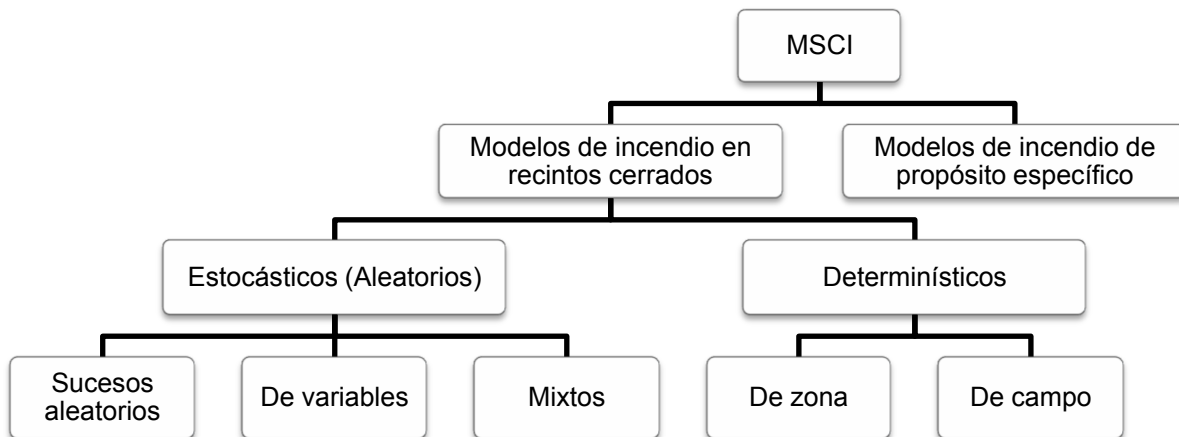 MSCI
Modelos de incendio en
recintos cerrados
Modelos de incendio de
propósito específico
Estocásticos (Aleatorios)
Determinísticos
Sucesos
aleatorios
De variables
Mixtos
De zona
De campo